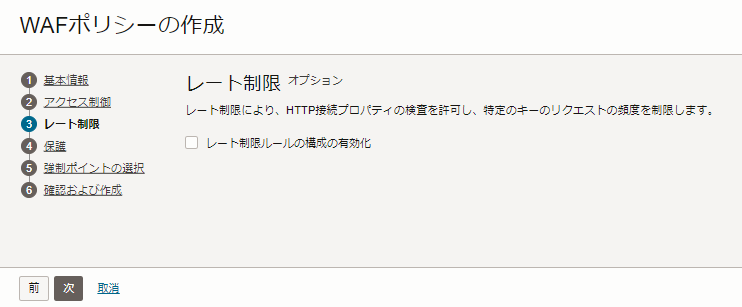 WAFポリシーの作成
1 基本情報
2 アクセス制御
3 レート制限
4 保護
5 強制ポイントの選択
6 確認および作成
レート制限 オプション
レート制限により、HTTP接続プロパティの検査を許可し、特定のキーのリクエストの頻度を制限します。
レート制限ルールの構成の有効化
前 次 取消